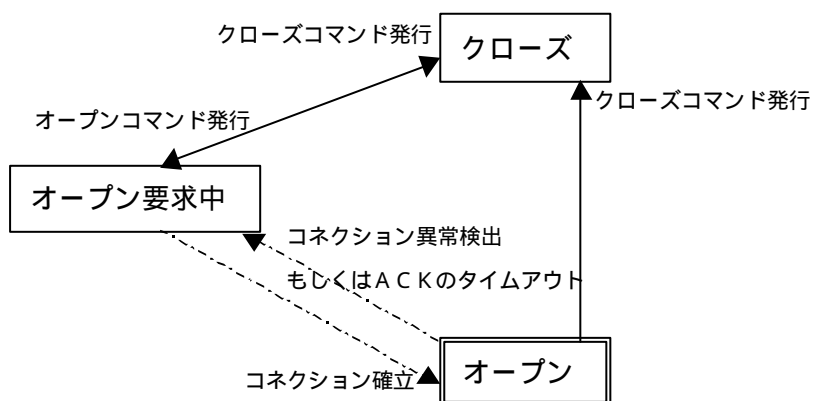 クローズコマンド発行
クローズ
クローズコマンド発行
オープンコマンド発行
オープン要求中
コネクション異常検出
もしくはＡＣＫのタイムアウト
オープン
コネクション確立